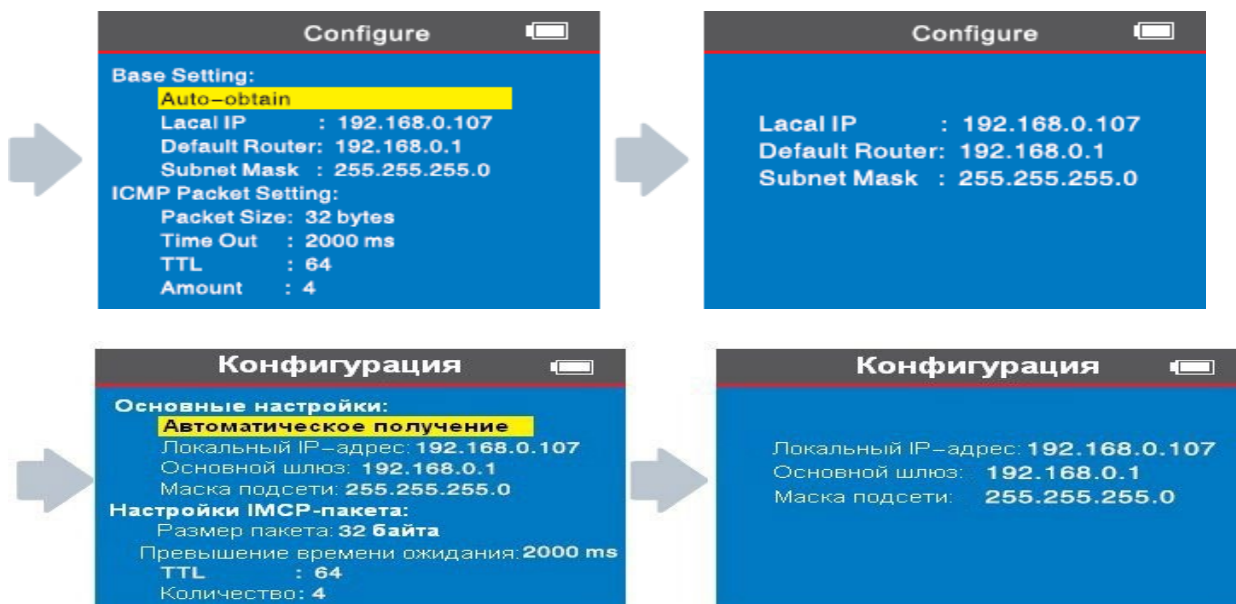 Configure
Base Setting:
Auto-obtain
Lacal IP : 192.168.0.107
Default Router: 192.168.0.1
Subnet Mask : 255.255.255.0
ICMP Packet Setting:
Packet Size: 32 bytes
Time Out : 2000 ms
TTL : 64
Amount : 4
Configure
Lacal IP : 192.168.0.107
Default Router: 192.168.0.1
Subnet Mask : 255.255.255.0
Конфигурация
Основные настройки:
Автоматическое получение
Локальный IP-адрес: 192.168.0.107
Основной шлюз: 192.168.0.1
Маска подсети: 255.255.255.0
Настройки IMCP-пакета:
Размер пакета: 32 байта
Превышение времени ожидания: 2000 ms
TTL : 64
Количество: 4
Конфигурация
Локальный IP-адрес: 192.168.0.107
Основной шлюз: 192.168.0.1
Маска подсети: 255.255.255.0